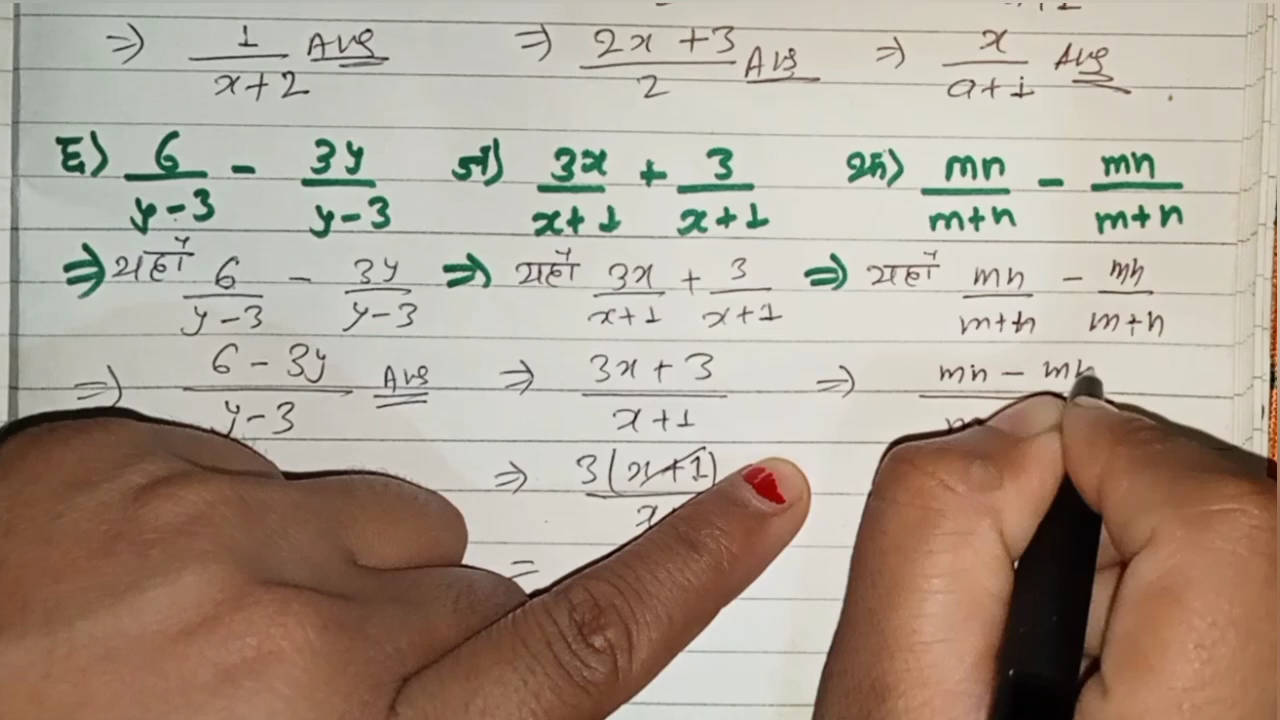 ⇒ 1/(x+2) Ans ⇒ (2x+3)/2 Ans ⇒ x/(a+1) Ans
ङ) 6/(y-3) - 3y/(y-3) 3x/(x+1) + 3/(x+1) mn/(m+n) - mn/(m+n)
⇒ यहाँ 6/(y-3) - 3y/(y-3) ⇒ यहाँ 3x/(x+1) + 3/(x+1) ⇒ यहाँ mn/(m+n) - mn/(m+n)
⇒ (6-3y)/(y-3) Ans ⇒ (3x+3)/(x+1) ⇒ mn - mn
⇒ 3(x+1)/x
=